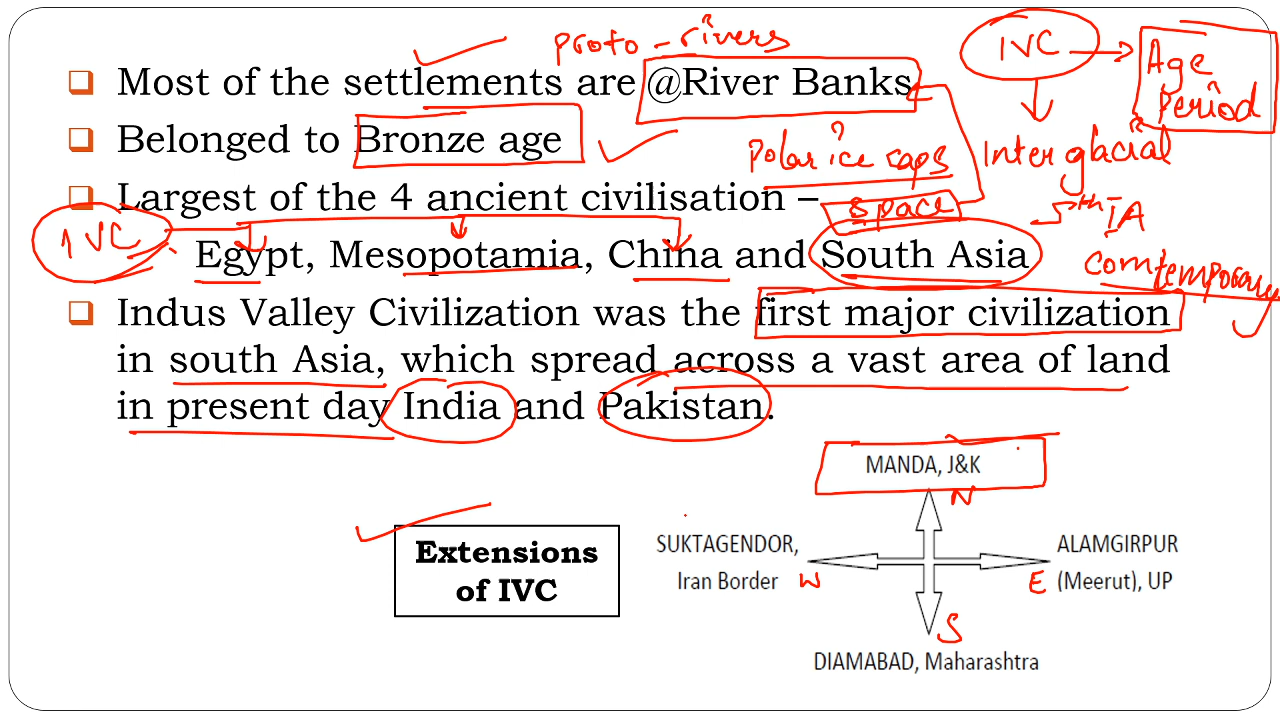 proto-rivers
IVC → Age Period
❑ Most of the settlements are @River Banks
❑ Belonged to Bronze age
Polar ice caps
Interglacial
❑ Largest of the 4 ancient civilisation –
space
5th IA
IVC
Egypt, Mesopotamia, China and South Asia
comtemporary
❑ Indus Valley Civilization was the first major civilization
in south Asia, which spread across a vast area of land
in present day India and Pakistan.
MANDA, J&K
N
Extensions
of IVC
SUKTAGENDOR,
Iran Border
W
ALAMGIRPUR
(Meerut), UP
E
S
DIAMABAD, Maharashtra